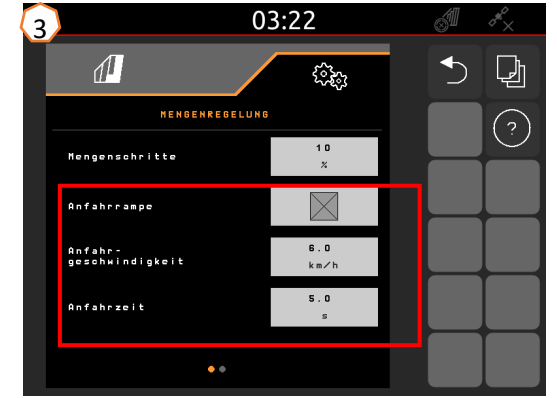 3
03:22
MENGENREGELUNG
Mengenschritte
10
%
Anfahrrampe
Anfahr-
geschwindigkeit
6.0
km/h
Anfahrzeit
5.0
s
?